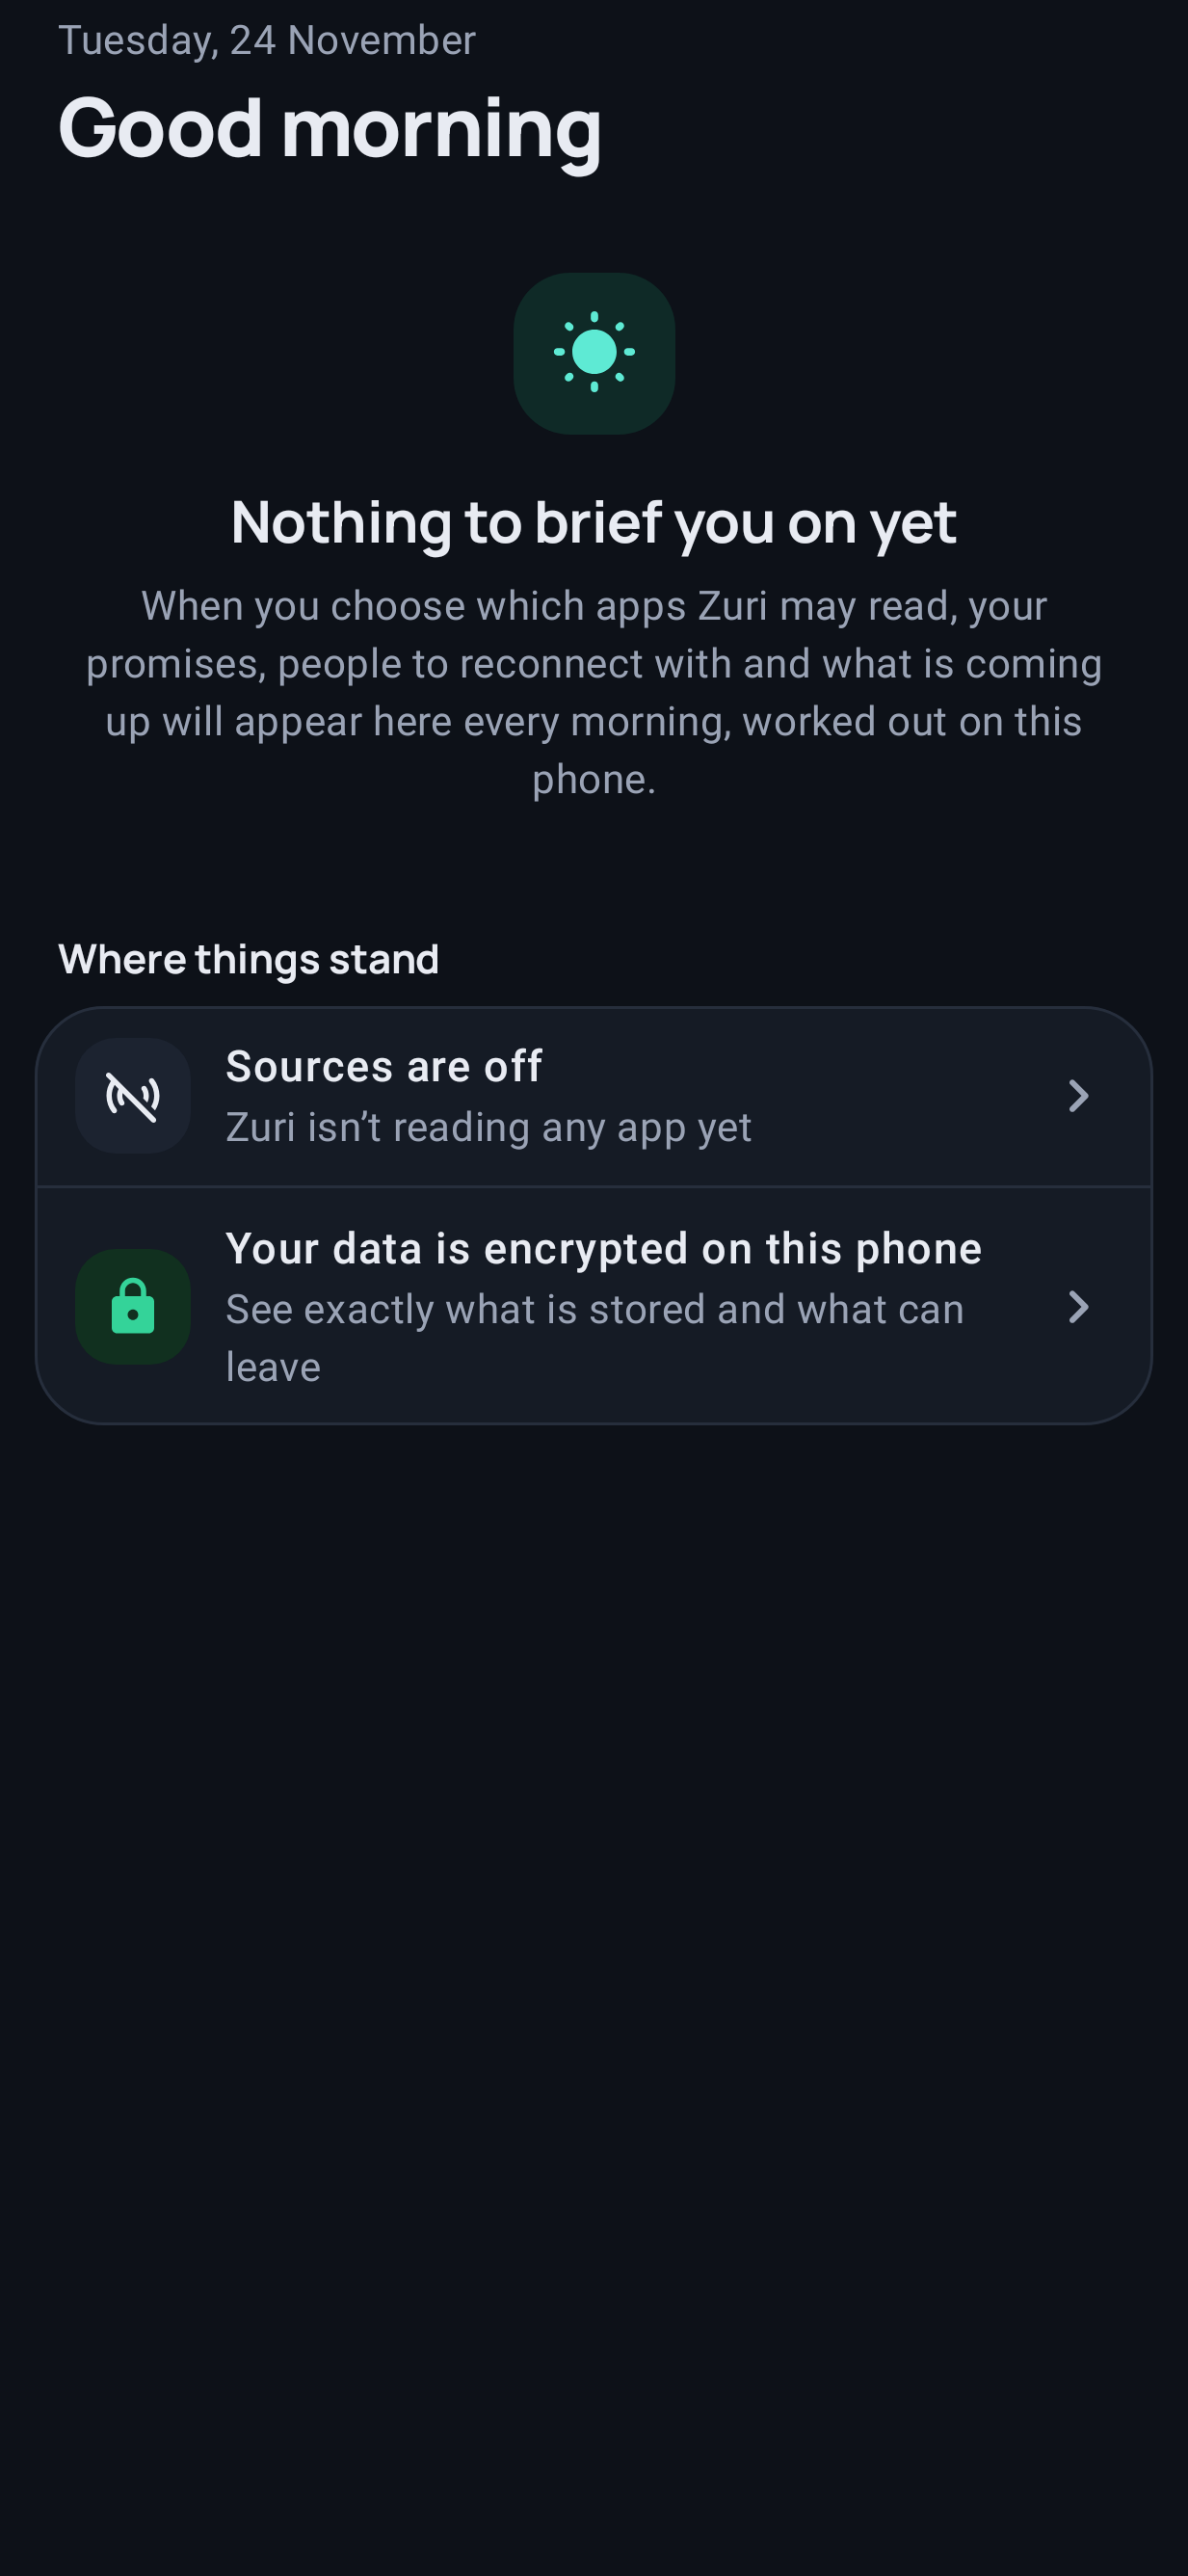 Tuesday, 24 November
Good morning
Nothing to brief you on yet
When you choose which apps Zuri may read, your
promises, people to reconnect with and what is coming
up will appear here every morning, worked out on this
phone.
Where things stand
Sources are off
Zuri isn’t reading any app yet
Your data is encrypted on this phone
See exactly what is stored and what can
leave